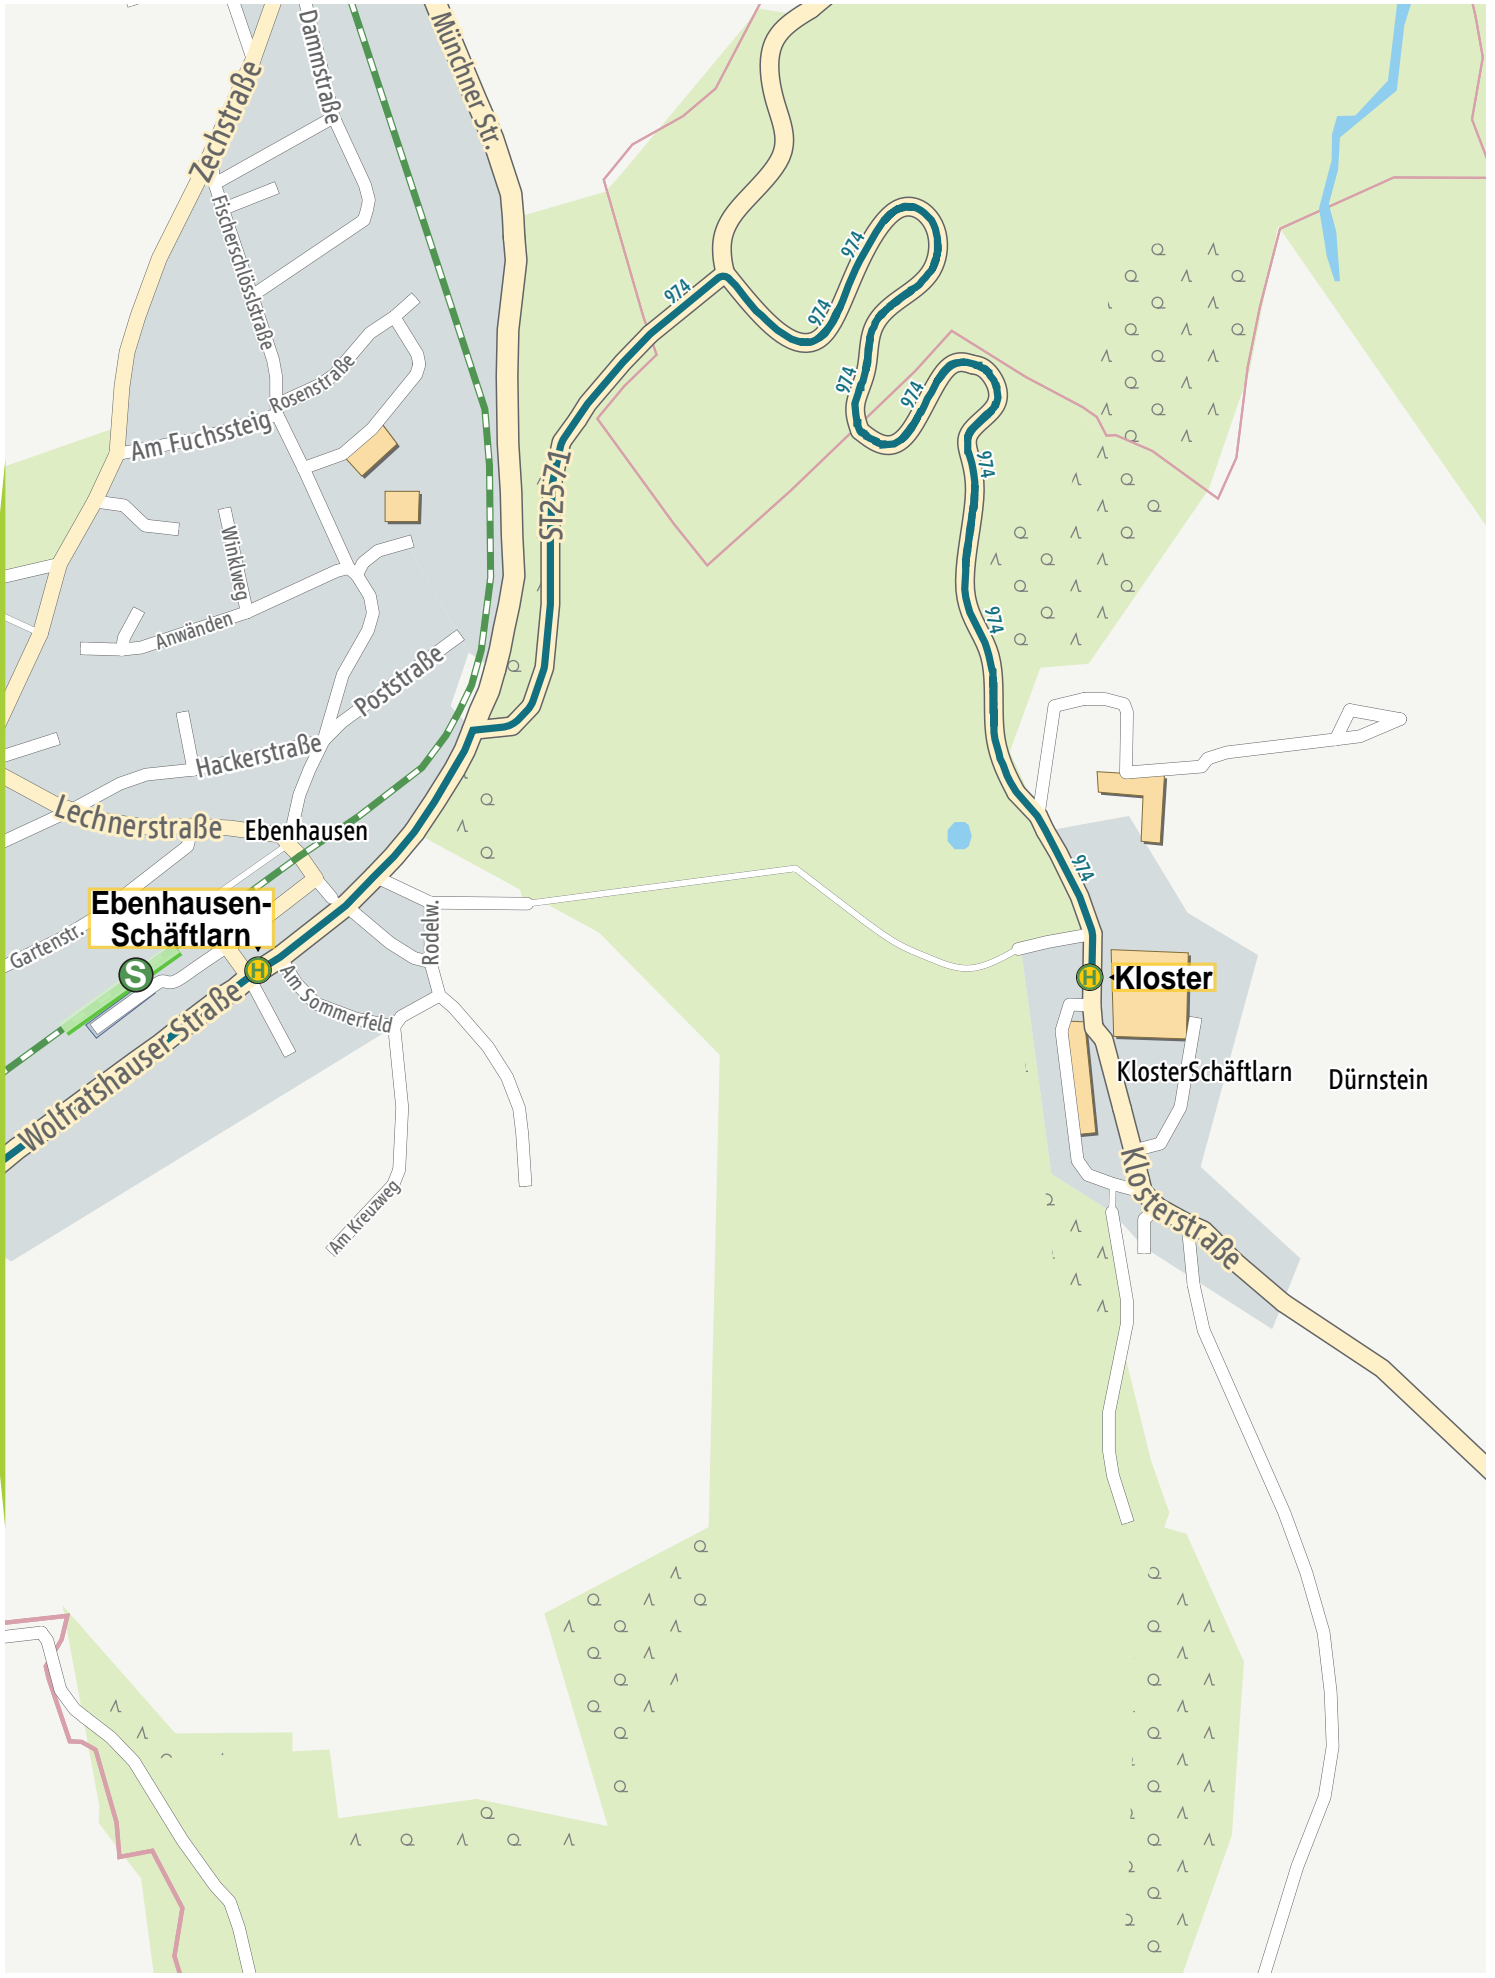 Dammstraße
Münchner Str.
Zechstraße
Fischerschlösslstraße
974
974
974
974
974
Rosenstraße
Am Fuchssteig
974
ST2571
Winklweg
Anwänden
974
Poststraße
Hackerstraße
Lechnerstraße
Ebenhausen
974
Ebenhausen-
Schäftlarn
Gartenstr.
Rodelw.
S
H
H
Kloster
Am Sommerfeld
Wolfratshauser Straße
KlosterSchäftlarn
Dürnstein
Am Kreuzweg
Klosterstraße